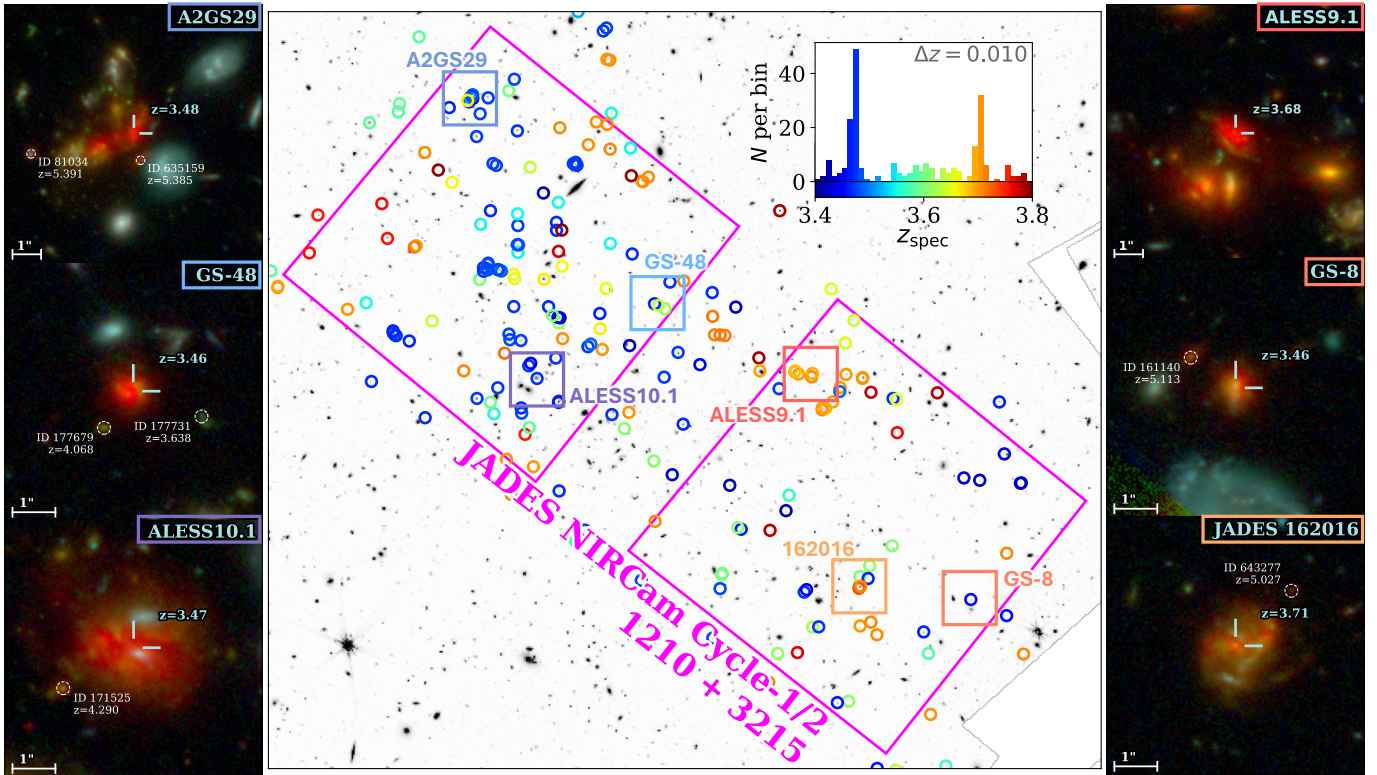 A2GS29
z=3.48
ID 81034
z=5.391
ID 635159
z=5.385
1"
GS-48
z=3.46
ID 177679
z=4.068
ID 177731
z=3.638
1"
ALESS10.1
z=3.47
ID 171525
z=4.290
1"
A2GS29
GS-48
ALESS10.1
ALESS9.1
162016
GS-8
JADES NIRCam Cycle-1/2
1210 + 3215
Δz = 0.010
N per bin
40
20
0
3.4
3.6
3.8
zspec
ALESS9.1
z=3.68
1"
GS-8
z=3.46
ID 161140
z=5.113
1"
JADES 162016
ID 643277
z=5.027
z=3.71
1"